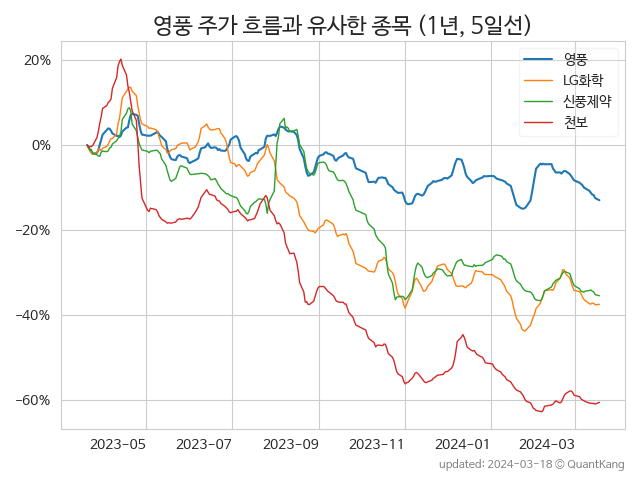 영풍 주가 흐름과 유사한 종목 (1년, 5일선)
영풍
LG화학
신풍제약
천보
20%
0%
−20%
−40%
−60%
2023-05 2023-07 2023-09 2023-11 2024-01 2024-03
updated: 2024-03-18 © QuantKang